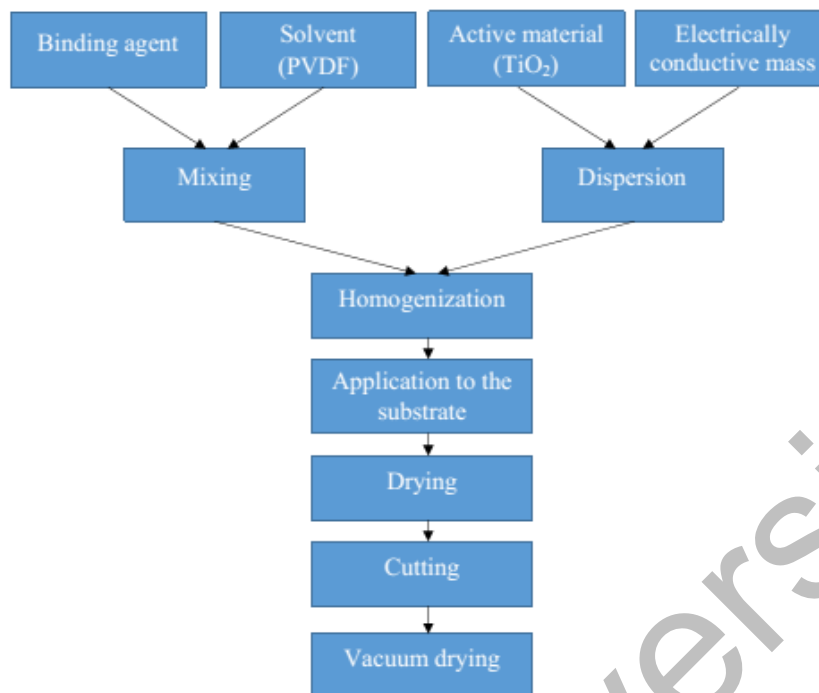 Binding agent
Solvent
(PVDF)
Active material
(TiO₂)
Electrically
conductive mass
Mixing
Dispersion
Homogenization
Application to the
substrate
Drying
Cutting
Vacuum drying
versi